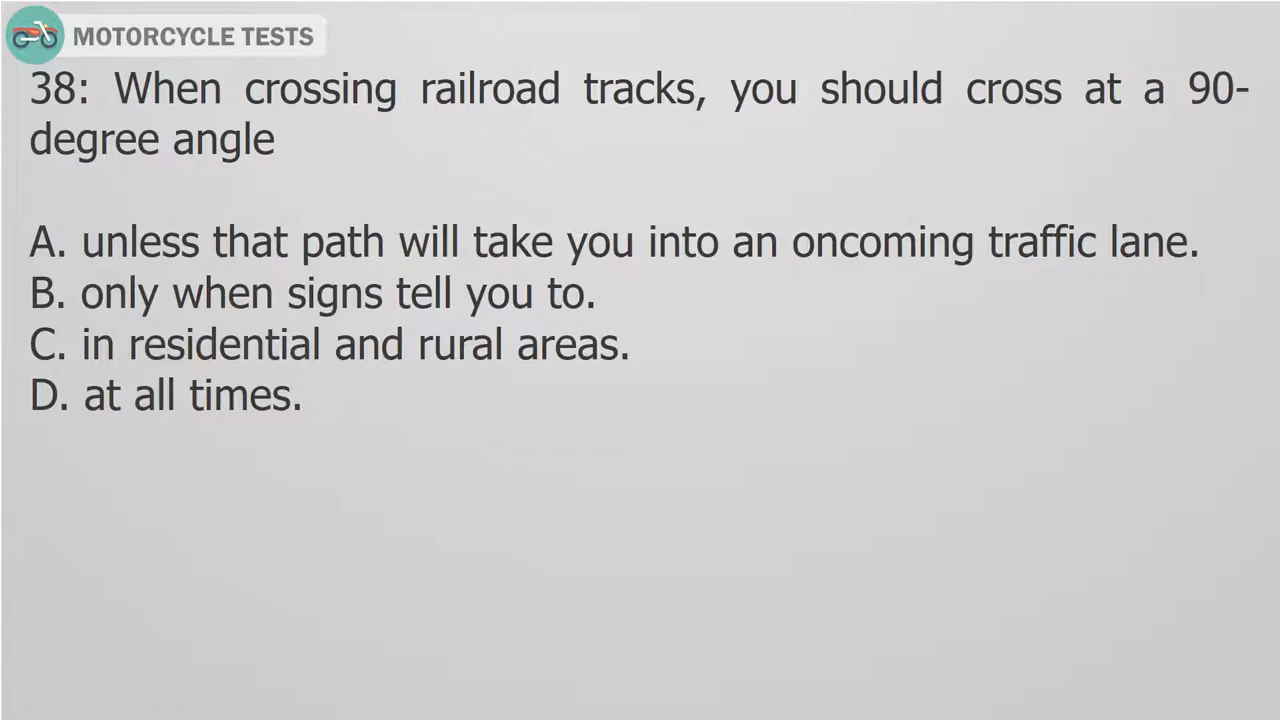 MOTORCYCLE TESTS
38: When crossing railroad tracks, you should cross at a 90-
degree angle
A. unless that path will take you into an oncoming traffic lane.
B. only when signs tell you to.
C. in residential and rural areas.
D. at all times.